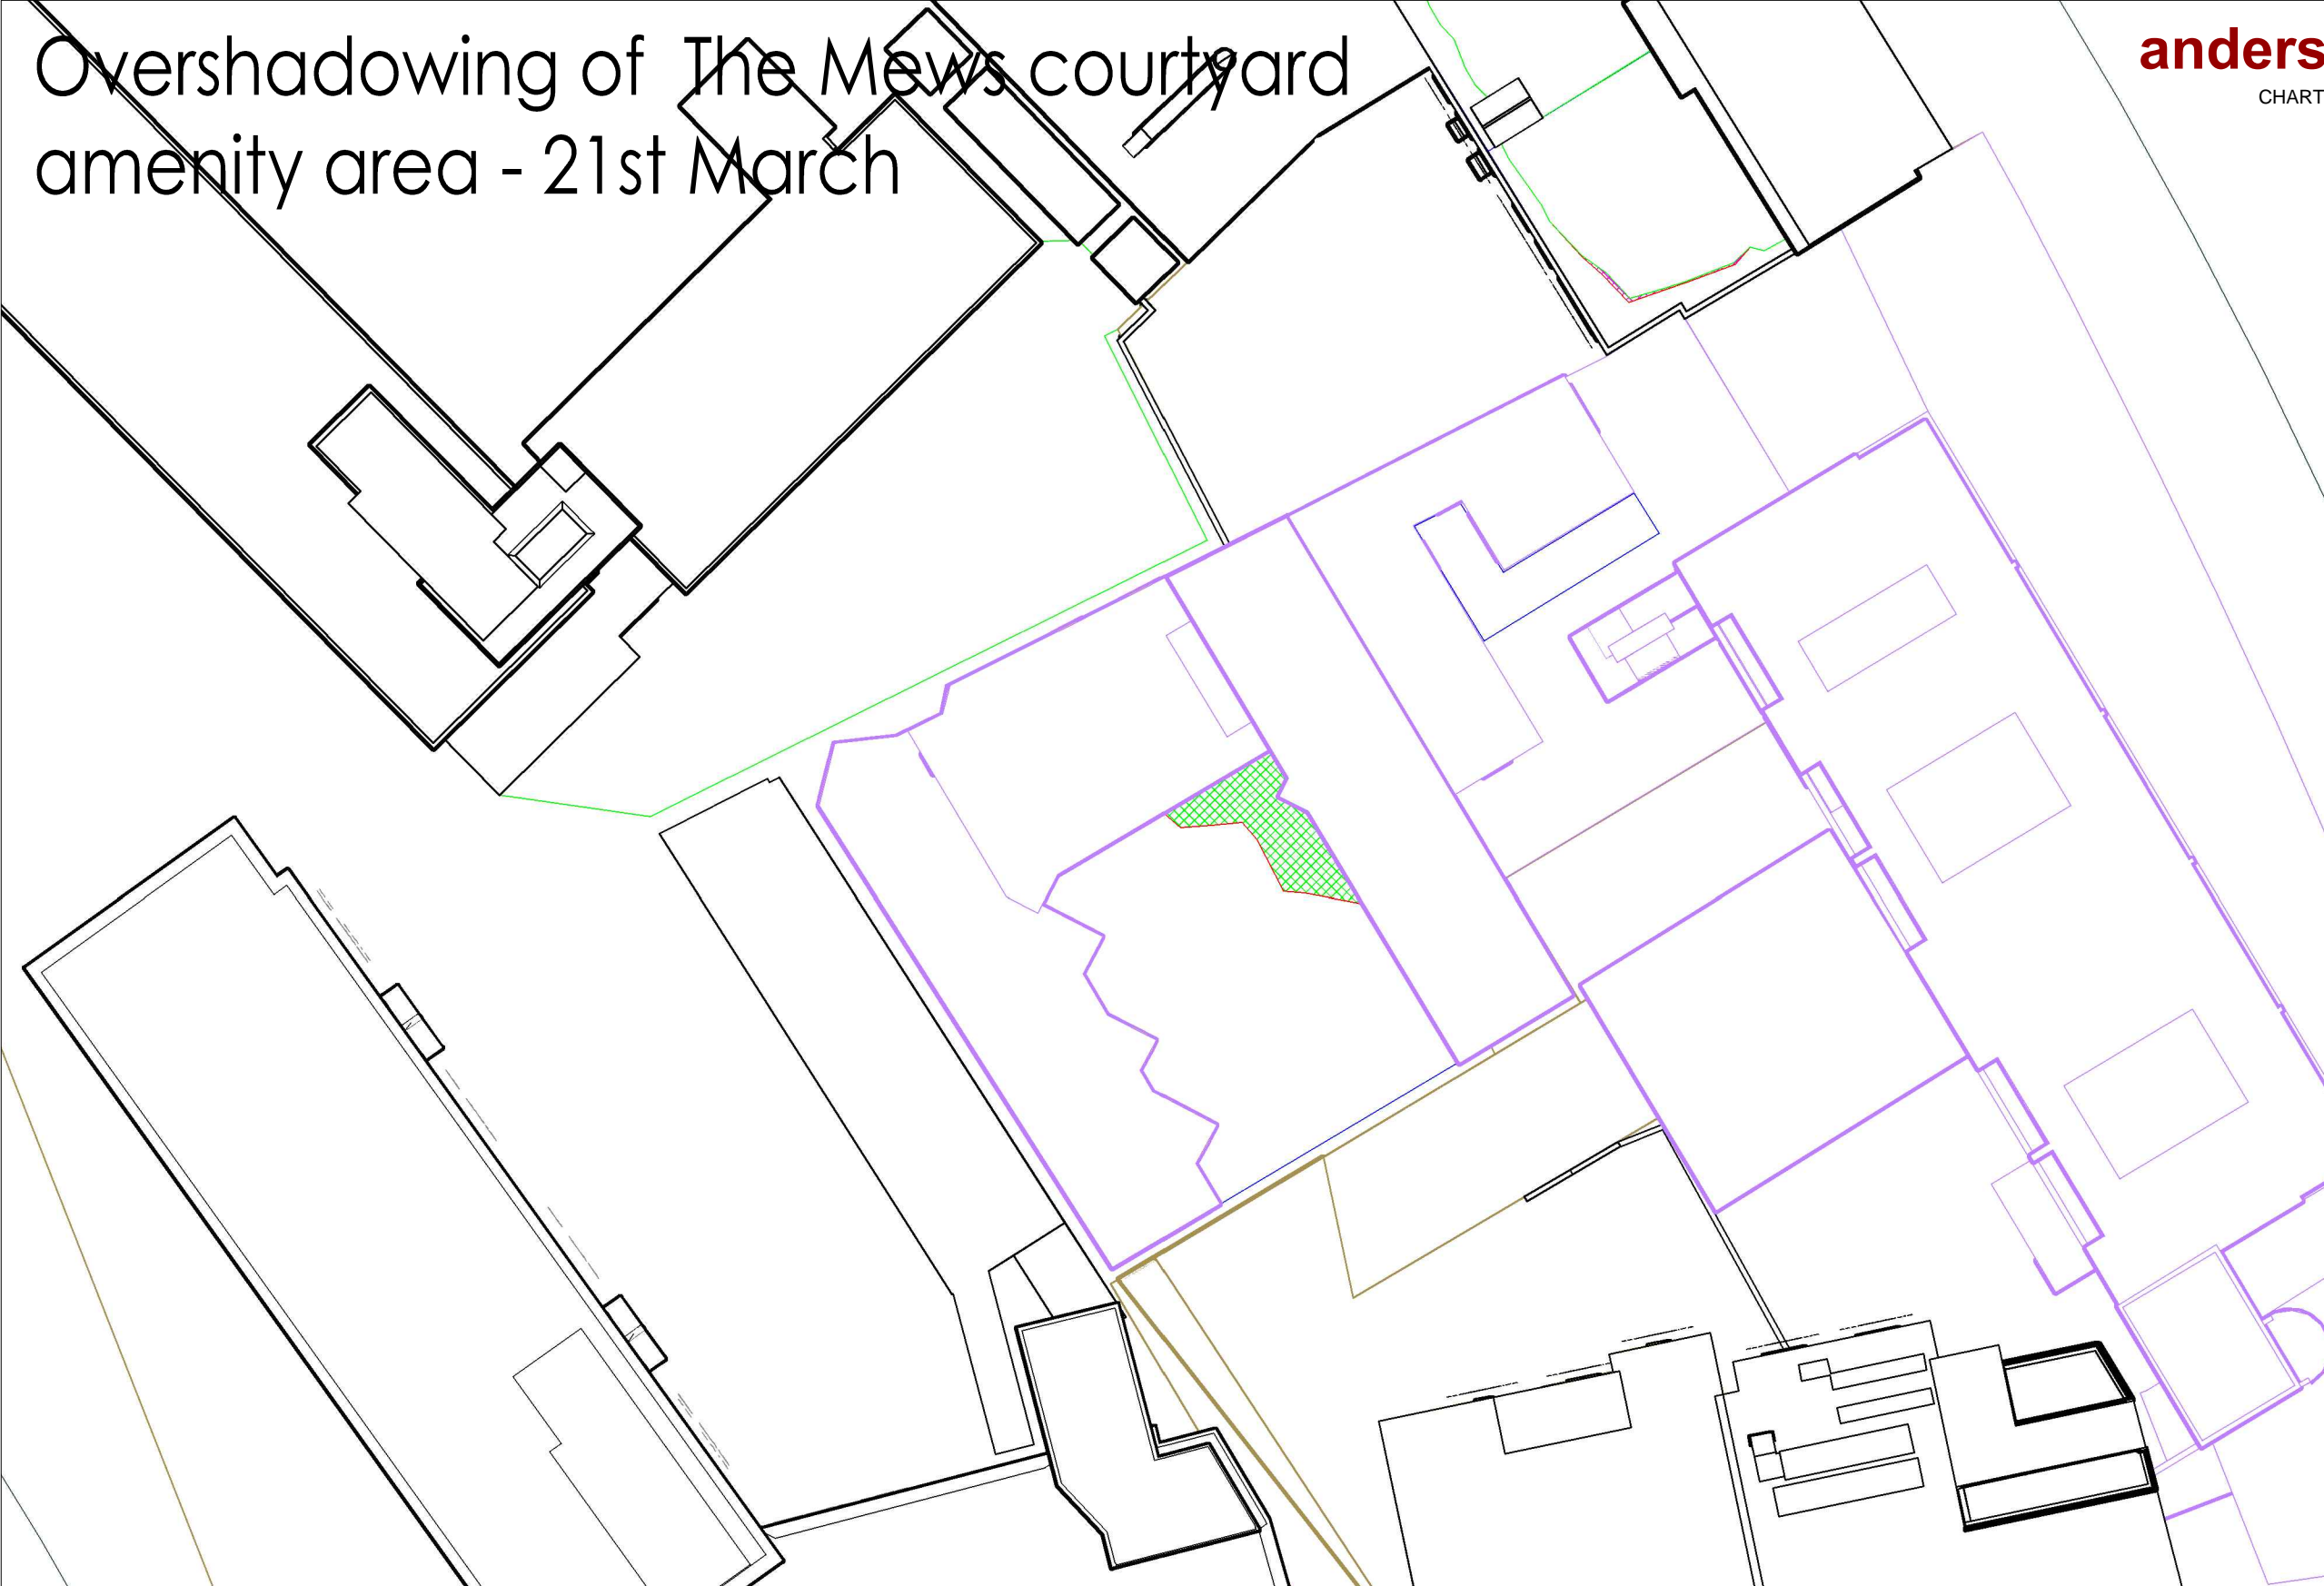 Overshadowing of The Mews courtyard
amenity area - 21st March
anders
CHART